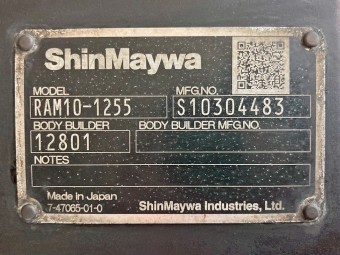 ShinMaywa
MODEL MFG.NO.
RAM10-1255 S10304483
BODY BUILDER BODY BUILDER MFG.NO.
12801
NOTES
Made in Japan
7-47065-01-0 ShinMaywa Industries, Ltd.